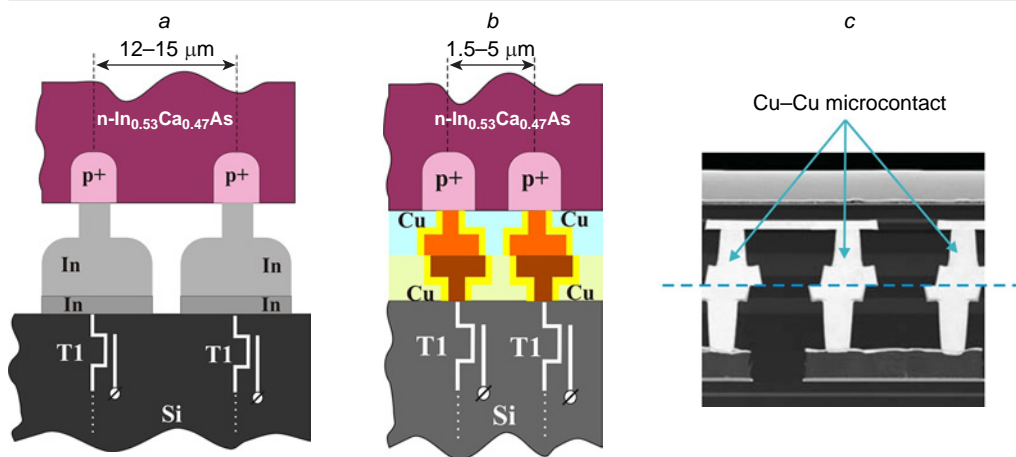 a
12–15 μm
n-In0.53Ca0.47As
p+ p+
In
In In
T1 T1
Si
b
1.5–5 μm
n-In0.53Ca0.47As
p+ p+
Cu Cu
Cu Cu
T1 T1
Si
c
Cu–Cu microcontact